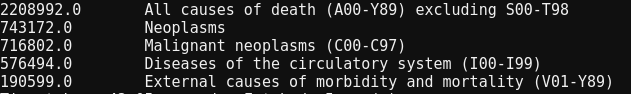 2208992.0 All causes of death (A00-Y89) excluding S00-T98
743172.0 Neoplasms
716802.0 Malignant neoplasms (C00-C97)
576494.0 Diseases of the circulatory system (I00-I99)
190599.0 External causes of morbidity and mortality (V01-Y89)